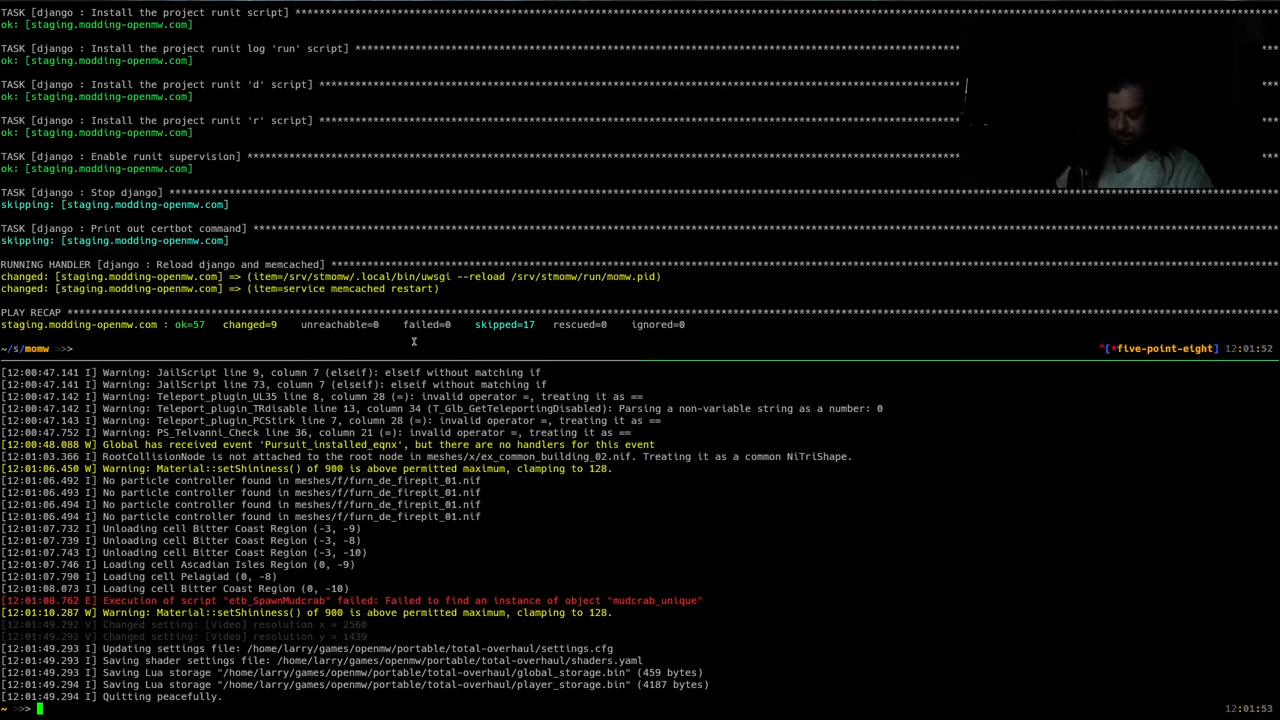 TASK [django : Install the project runit script] ****************************************************************
ok: [staging.modding-openmw.com]
TASK [django : Install the project runit log 'run' script] ****************************************************************
ok: [staging.modding-openmw.com]
TASK [django : Install the project runit 'd' script] ****************************************************************
ok: [staging.modding-openmw.com]
TASK [django : Install the project runit 'r' script] ****************************************************************
ok: [staging.modding-openmw.com]
TASK [django : Enable runit supervision] ****************************************************************
ok: [staging.modding-openmw.com]
TASK [django : Stop django] ****************************************************************
skipping: [staging.modding-openmw.com]
TASK [django : Print out certbot command] ****************************************************************
skipping: [staging.modding-openmw.com]
RUNNING HANDLER [django : Reload django and memcached] ****************************************************************
changed: [staging.modding-openmw.com] => (item=/srv/stmomw/.local/bin/uwsgi --reload /srv/stmomw/run/momw.pid)
changed: [staging.modding-openmw.com] => (item=service memcached restart)
PLAY RECAP ****************************************************************
staging.modding-openmw.com : ok=57 changed=9 unreachable=0 failed=0 skipped=17 rescued=0 ignored=0
~/s/momw >>> ^[*five-point-eight] 12:01:52
[12:00:47.141 I] Warning: JailScript line 9, column 7 (elseif): elseif without matching if
[12:00:47.141 I] Warning: JailScript line 73, column 7 (elseif): elseif without matching if
[12:00:47.142 I] Warning: Teleport_plugin_UL35 line 8, column 28 (=): invalid operator =, treating it as ==
[12:00:47.142 I] Warning: Teleport_plugin_TRdisable line 13, column 34 (T_Glb_GetTeleportingDisabled): Parsing a non-variable string as a number: 0
[12:00:47.143 I] Warning: Teleport_plugin_PCStirk line 7, column 28 (=): invalid operator =, treating it as ==
[12:00:47.752 I] Warning: PS_Telvanni_Check line 36, column 21 (=): invalid operator =, treating it as ==
[12:00:48.088 W] Global has received event 'Pursuit_installed_eqnx', but there are no handlers for this event
[12:01:03.366 I] RootCollisionNode is not attached to the root node in meshes/x/ex_common_building_02.nif. Treating it as a common NiTriShape.
[12:01:06.450 W] Warning: Material::setShininess() of 900 is above permitted maximum, clamping to 128.
[12:01:06.492 I] No particle controller found in meshes/f/furn_de_firepit_01.nif
[12:01:06.493 I] No particle controller found in meshes/f/furn_de_firepit_01.nif
[12:01:06.494 I] No particle controller found in meshes/f/furn_de_firepit_01.nif
[12:01:06.494 I] No particle controller found in meshes/f/furn_de_firepit_01.nif
[12:01:07.732 I] Unloading cell Bitter Coast Region (-3, -9)
[12:01:07.739 I] Unloading cell Bitter Coast Region (-3, -8)
[12:01:07.743 I] Unloading cell Bitter Coast Region (-3, -10)
[12:01:07.746 I] Loading cell Ascadian Isles Region (0, -9)
[12:01:07.790 I] Loading cell Pelagiad (0, -8)
[12:01:08.073 I] Loading cell Bitter Coast Region (0, -10)
[12:01:08.762 E] Execution of script "etb_SpawnMudcrab" failed: Failed to find an instance of object "mudcrab_unique"
[12:01:10.287 W] Warning: Material::setShininess() of 900 is above permitted maximum, clamping to 128.
[12:01:49.292 V] Changed setting: [Video] resolution x = 2560
[12:01:49.292 V] Changed setting: [Video] resolution y = 1439
[12:01:49.293 I] Updating settings file: /home/larry/games/openmw/portable/total-overhaul/settings.cfg
[12:01:49.293 I] Saving shader settings file: /home/larry/games/openmw/portable/total-overhaul/shaders.yaml
[12:01:49.293 I] Saving Lua storage "/home/larry/games/openmw/portable/total-overhaul/global_storage.bin" (459 bytes)
[12:01:49.294 I] Saving Lua storage "/home/larry/games/openmw/portable/total-overhaul/player_storage.bin" (4187 bytes)
[12:01:49.294 I] Quitting peacefully.
~ >>> 12:01:53